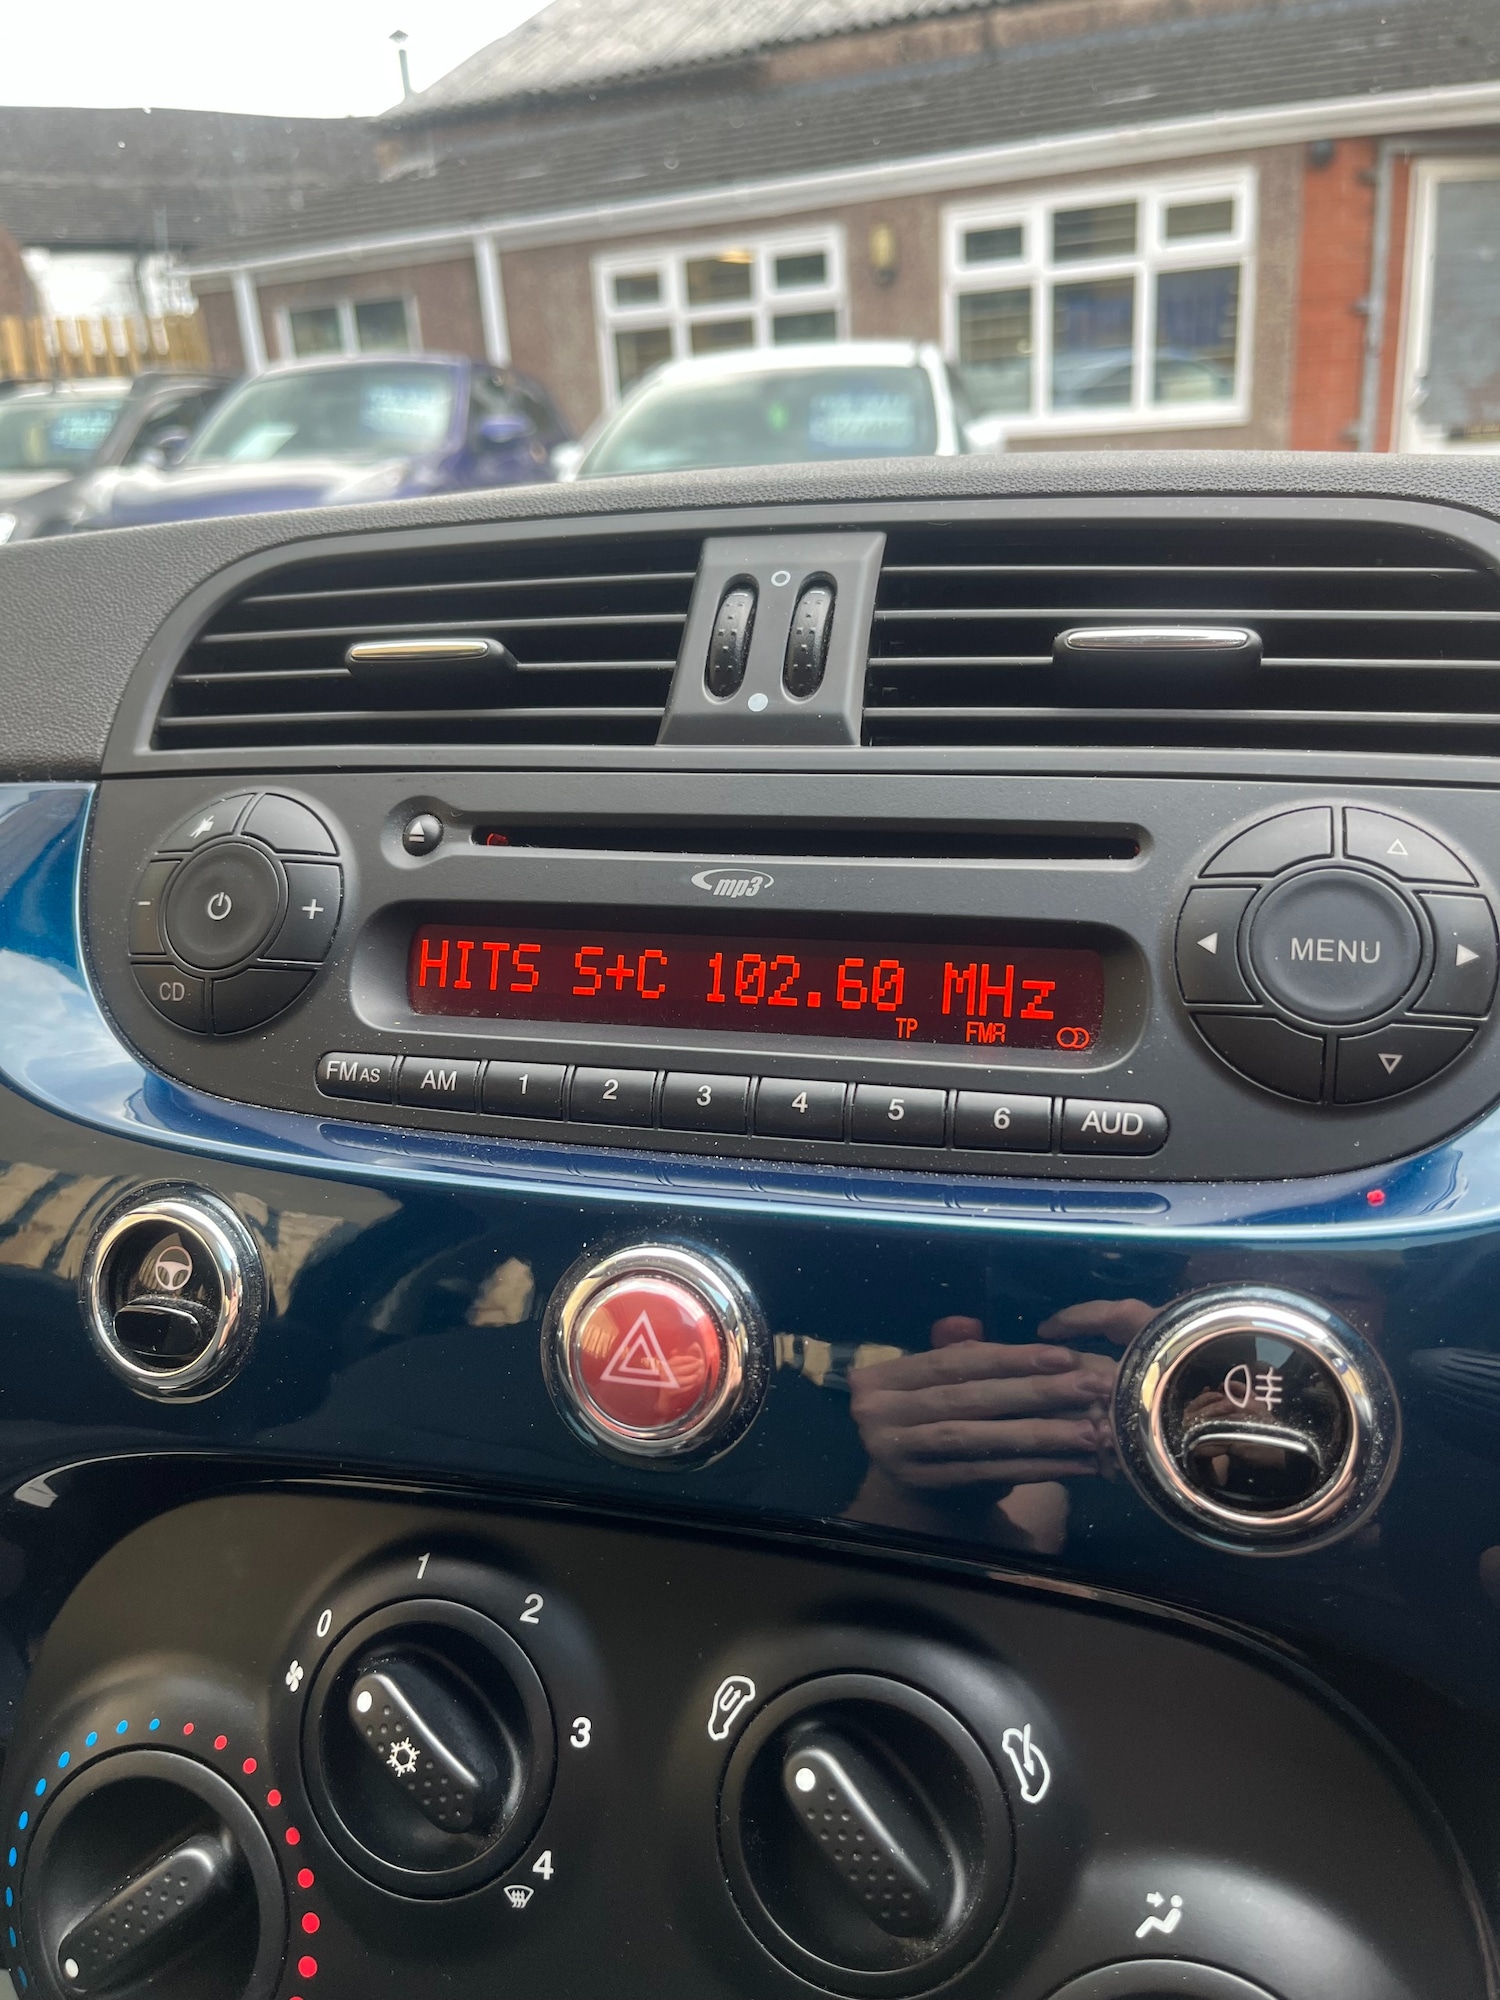 mp3
- +
CD
HITS S+C 102.60 MHz
TP FMA
MENU
FM AS AM 1 2 3 4 5 6 AUD
0 1 2 3 4